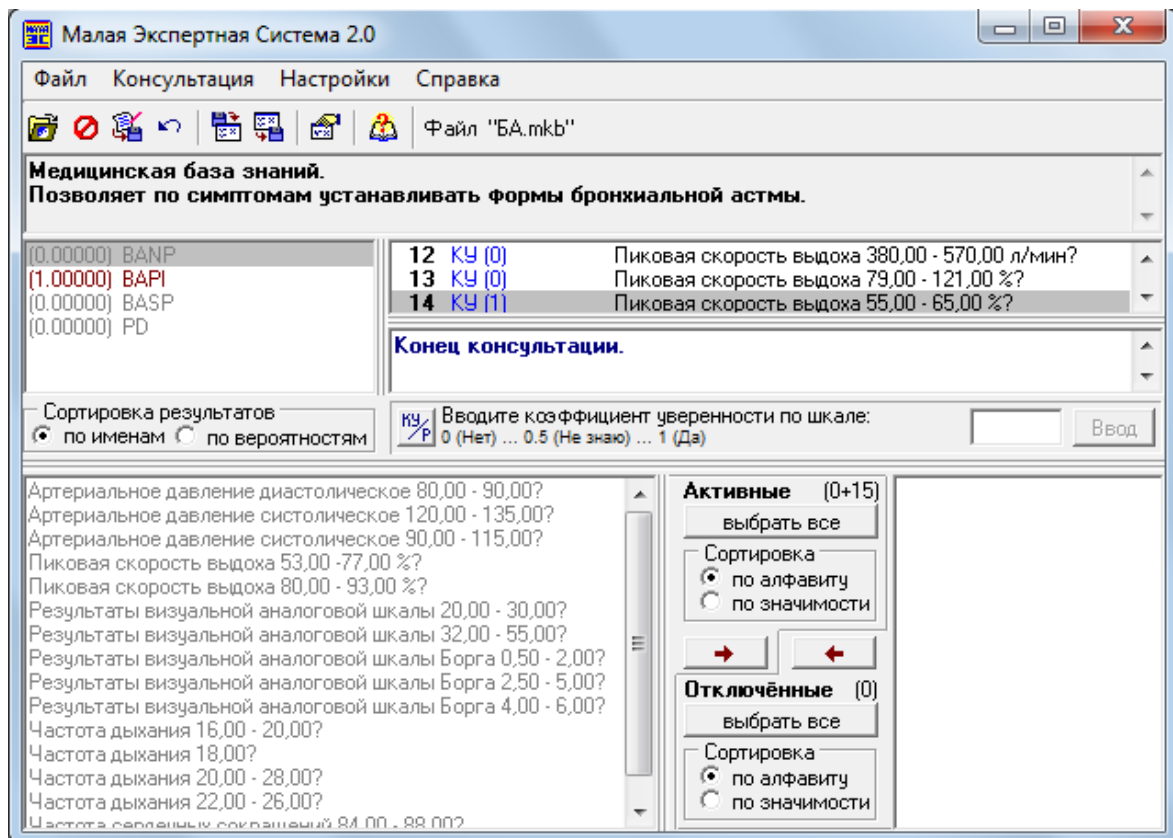 Малая Экспертная Система 2.0
Файл Консультация Настройки Справка
Файл "БА.mkb"
Медицинская база знаний.
Позволяет по симптомам устанавливать формы бронхиальной астмы.
(0.00000) BANP
(1.00000) BAPI
(0.00000) BASP
(0.00000) PD
12 КУ (0) Пиковая скорость выдоха 380,00 - 570,00 л/мин?
13 КУ (0) Пиковая скорость выдоха 79,00 - 121,00 %?
14 КУ (1) Пиковая скорость выдоха 55,00 - 65,00 %?
Конец консультации.
Сортировка результатов
по именам по вероятностям
КУ/Р
Вводите коэффициент уверенности по шкале:
0 (Нет) ... 0.5 (Не знаю) ... 1 (Да)
Ввод
Артериальное давление диастолическое 80,00 - 90,00?
Артериальное давление систолическое 120,00 - 135,00?
Артериальное давление систолическое 90,00 - 115,00?
Пиковая скорость выдоха 53,00 -77,00 %?
Пиковая скорость выдоха 80,00 - 93,00 %?
Результаты визуальной аналоговой шкалы 20,00 - 30,00?
Результаты визуальной аналоговой шкалы 32,00 - 55,00?
Результаты визуальной аналоговой шкалы Борга 0,50 - 2,00?
Результаты визуальной аналоговой шкалы Борга 2,50 - 5,00?
Результаты визуальной аналоговой шкалы Борга 4,00 - 6,00?
Частота дыхания 16,00 - 20,00?
Частота дыхания 18,00?
Частота дыхания 20,00 - 28,00?
Частота дыхания 22,00 - 26,00?
Частота сердечных сокращений 84,00 - 88,00?
Активные (0+15)
выбрать все
Сортировка
по алфавиту
по значимости
Отключённые (0)
выбрать все
Сортировка
по алфавиту
по значимости